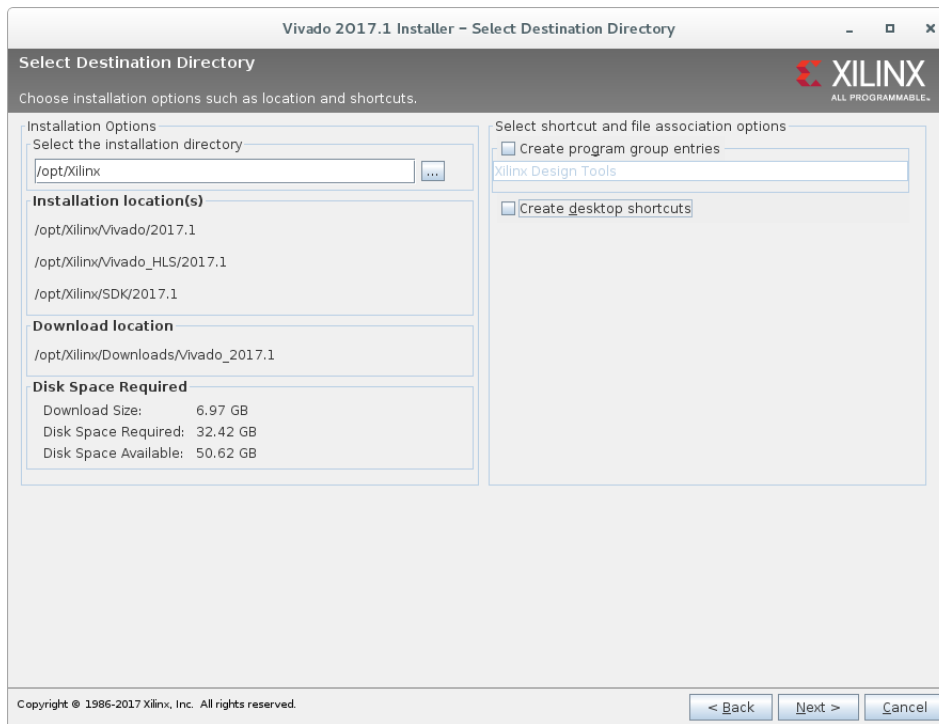 Vivado 2017.1 Installer – Select Destination Directory
Select Destination Directory
Choose installation options such as location and shortcuts.
XILINX
ALL PROGRAMMABLE™
Installation Options
Select the installation directory
/opt/Xilinx
...
Installation location(s)
/opt/Xilinx/Vivado/2017.1
/opt/Xilinx/Vivado_HLS/2017.1
/opt/Xilinx/SDK/2017.1
Download location
/opt/Xilinx/Downloads/Vivado_2017.1
Disk Space Required
Download Size: 6.97 GB
Disk Space Required: 32.42 GB
Disk Space Available: 50.62 GB
Select shortcut and file association options
Create program group entries
Xilinx Design Tools
Create desktop shortcuts
Copyright © 1986-2017 Xilinx, Inc. All rights reserved.
< Back
Next >
Cancel